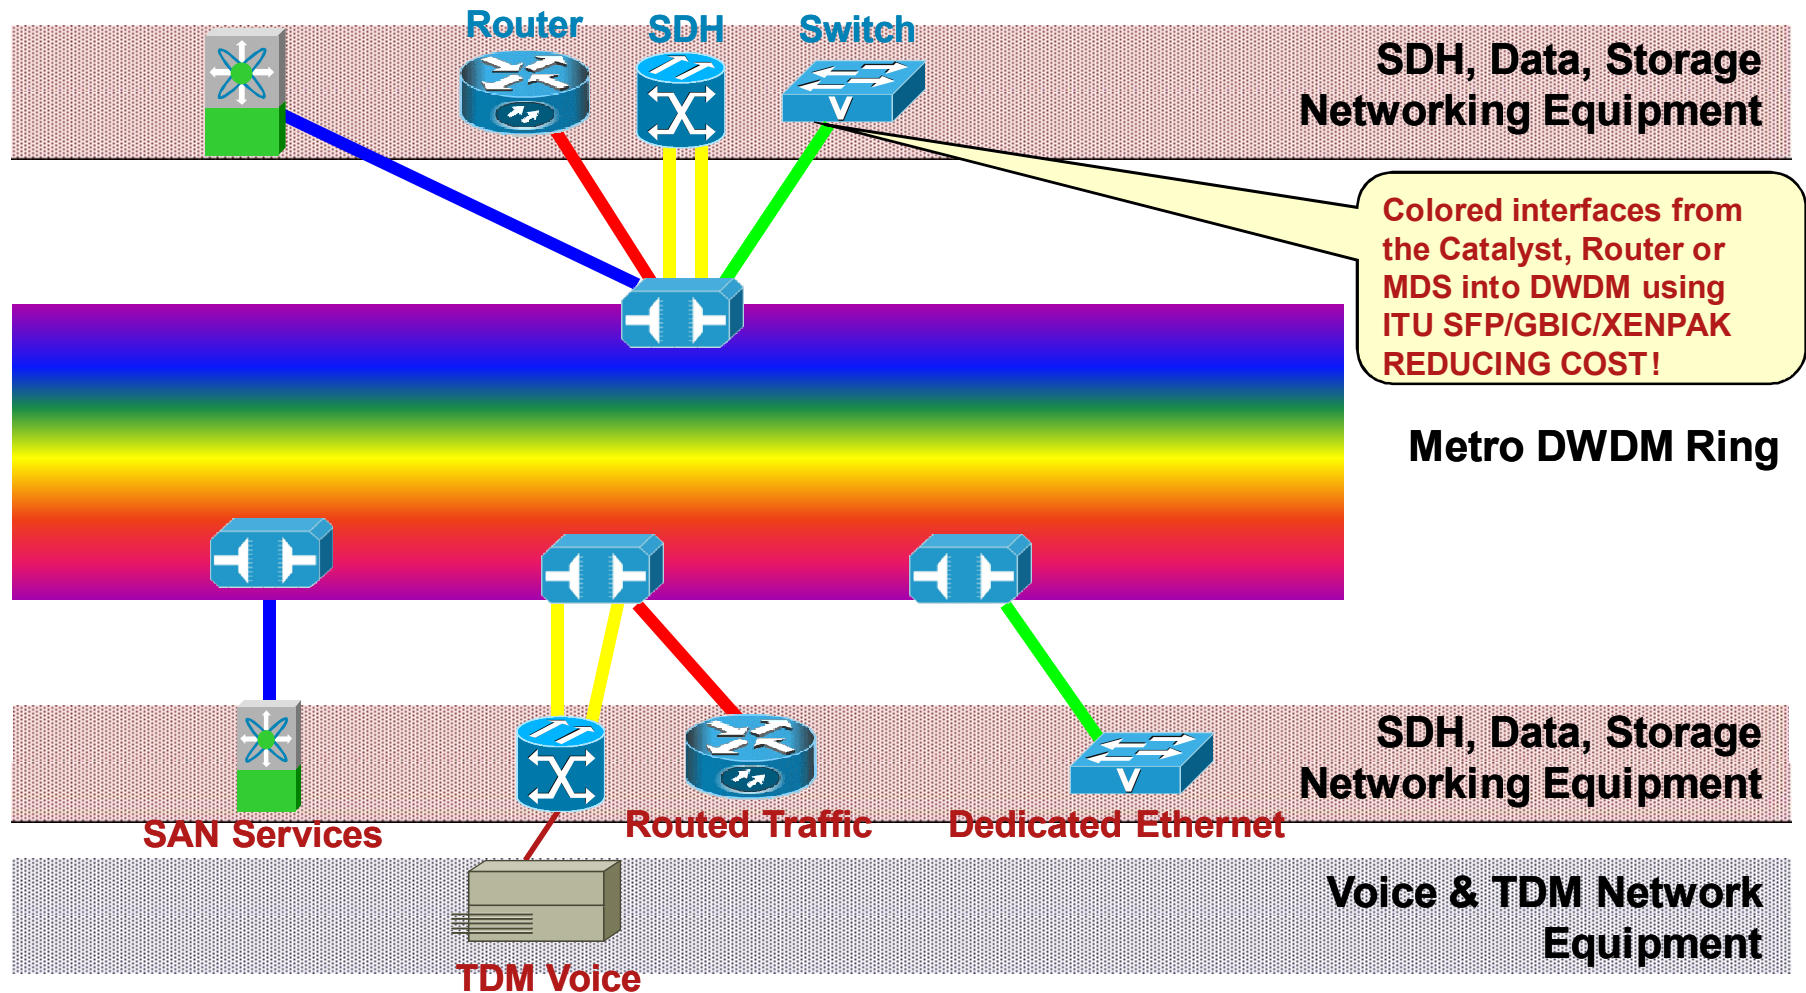 Router
SDH
Switch
SDH, Data, Storage
Networking Equipment
V
Colored interfaces from
the Catalyst, Router or
MDS into DWDM using
ITU SFP/GBIC/XENPAK
REDUCING COST!
Metro DWDM Ring
SDH, Data, Storage
Networking Equipment
V
SAN Services
Routed Traffic
Dedicated Ethernet
Voice & TDM Network
Equipment
TDM Voice